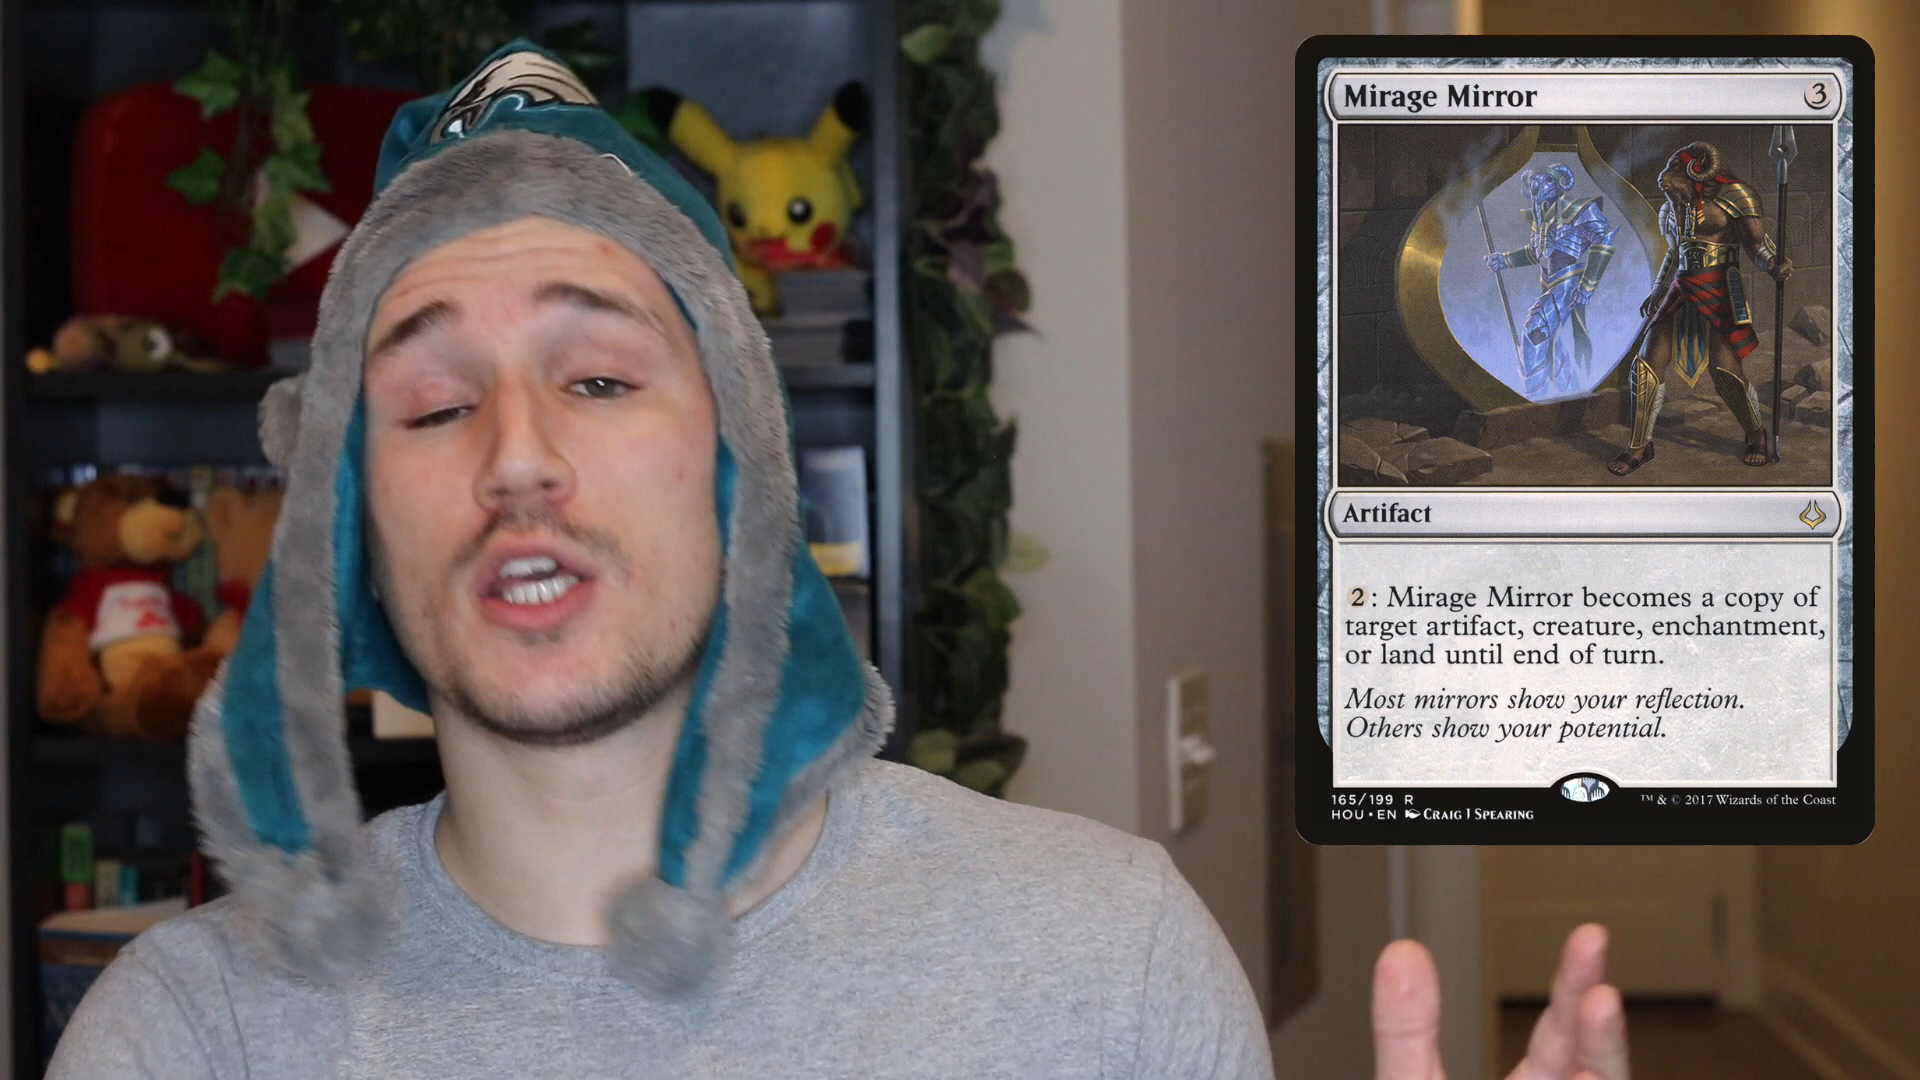 Mirage Mirror 3
Artifact
2: Mirage Mirror becomes a copy of
target artifact, creature, enchantment,
or land until end of turn.
Most mirrors show your reflection.
Others show your potential.
165/199 R
HOU • EN Craig J Spearing
™ & © 2017 Wizards of the Coast